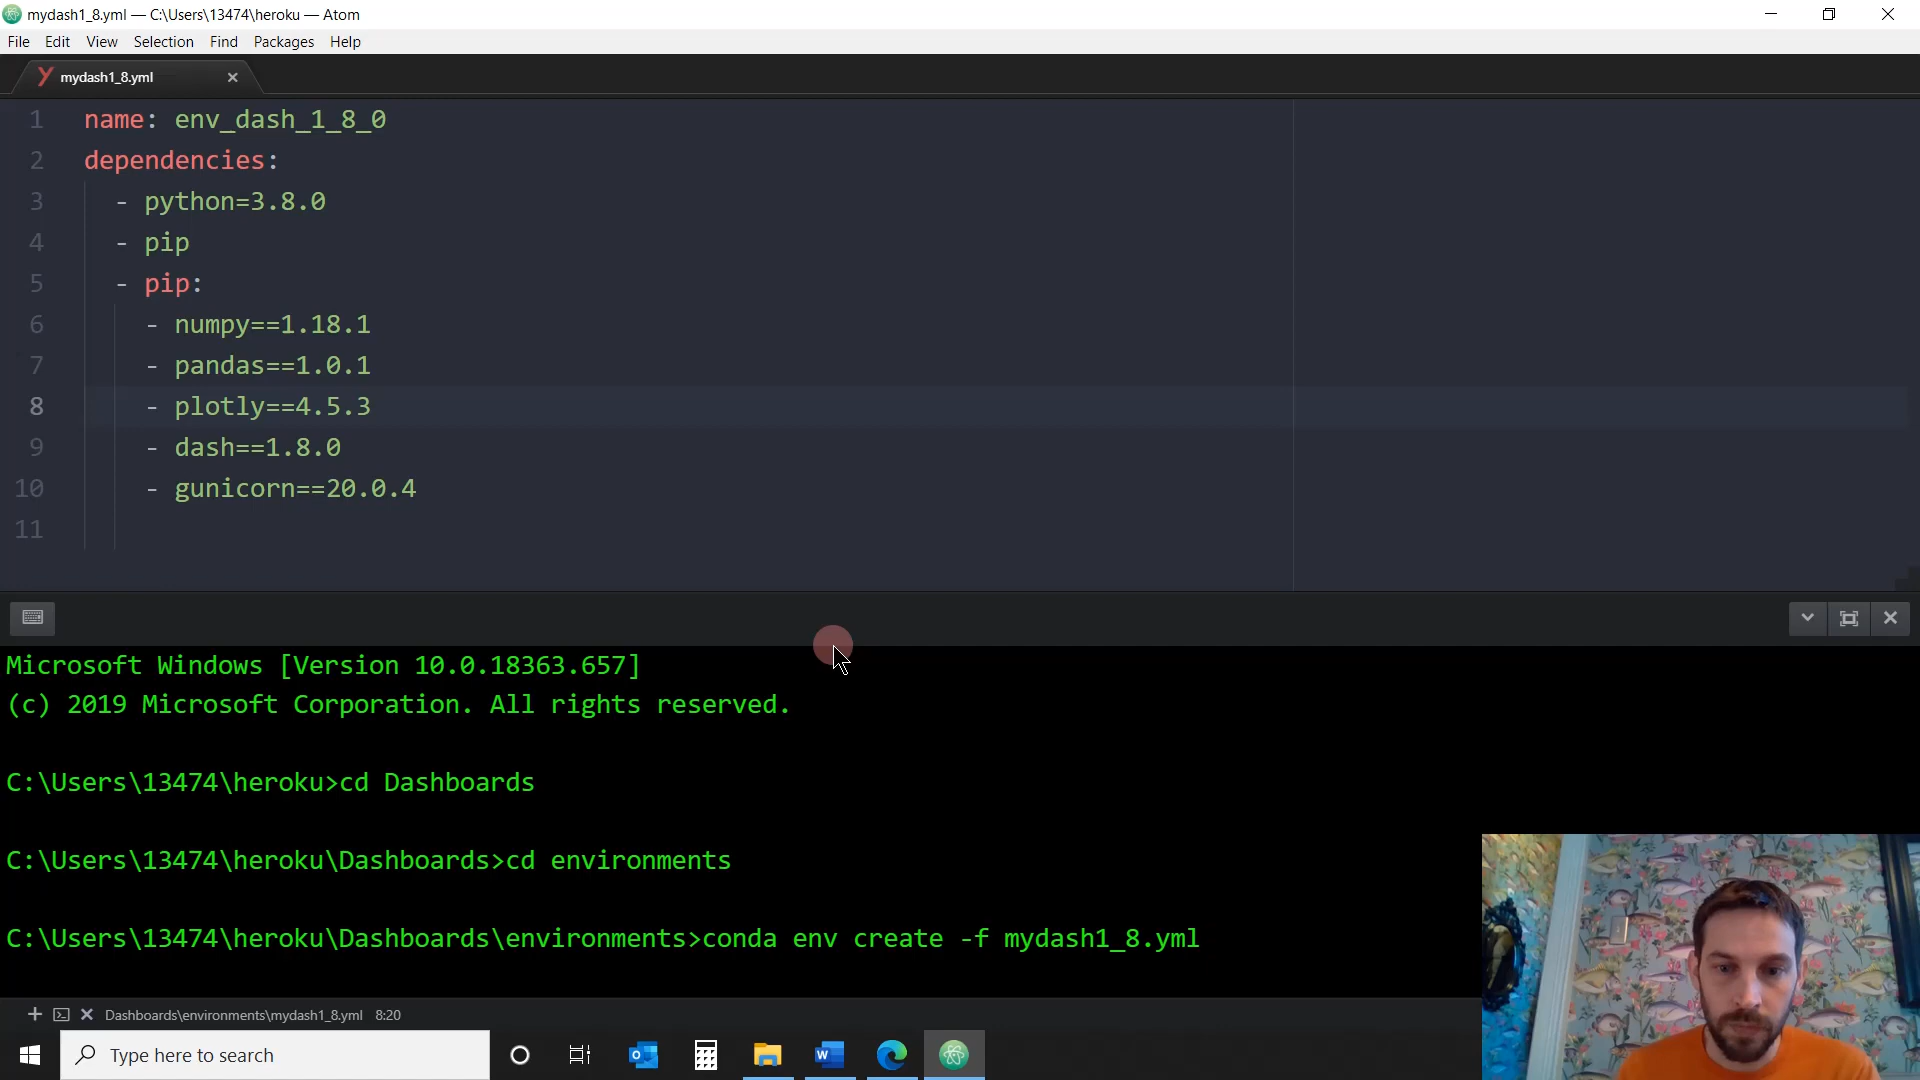 mydash1_8.yml — C:\Users\13474\heroku — Atom
File Edit View Selection Find Packages Help
mydash1_8.yml
1 name: env_dash_1_8_0
2 dependencies:
3 - python=3.8.0
4 - pip
5 - pip:
6 - numpy==1.18.1
7 - pandas==1.0.1
8 - plotly==4.5.3
9 - dash==1.8.0
10 - gunicorn==20.0.4
11
Microsoft Windows [Version 10.0.18363.657]
(c) 2019 Microsoft Corporation. All rights reserved.
C:\Users\13474\heroku>cd Dashboards
C:\Users\13474\heroku\Dashboards>cd environments
C:\Users\13474\heroku\Dashboards\environments>conda env create -f mydash1_8.yml
Dashboards\environments\mydash1_8.yml 8:20
Type here to search